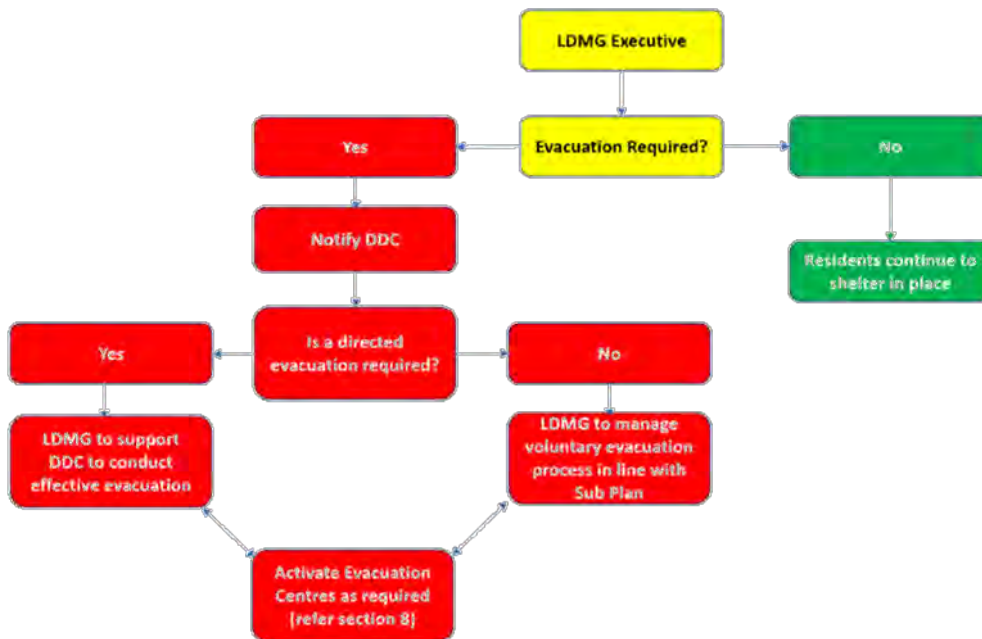 LDMG Executive
Yes
Evacuation Required?
No
Notify DDC
Residents continue to
shelter in place
Is a directed
evacuation required?
Yes
No
LDMG to support
DDC to conduct
effective evacuation
LDMG to manage
voluntary evacuation
process in line with
Sub Plan
Activate Evacuation
Centres as required
(refer section 8)